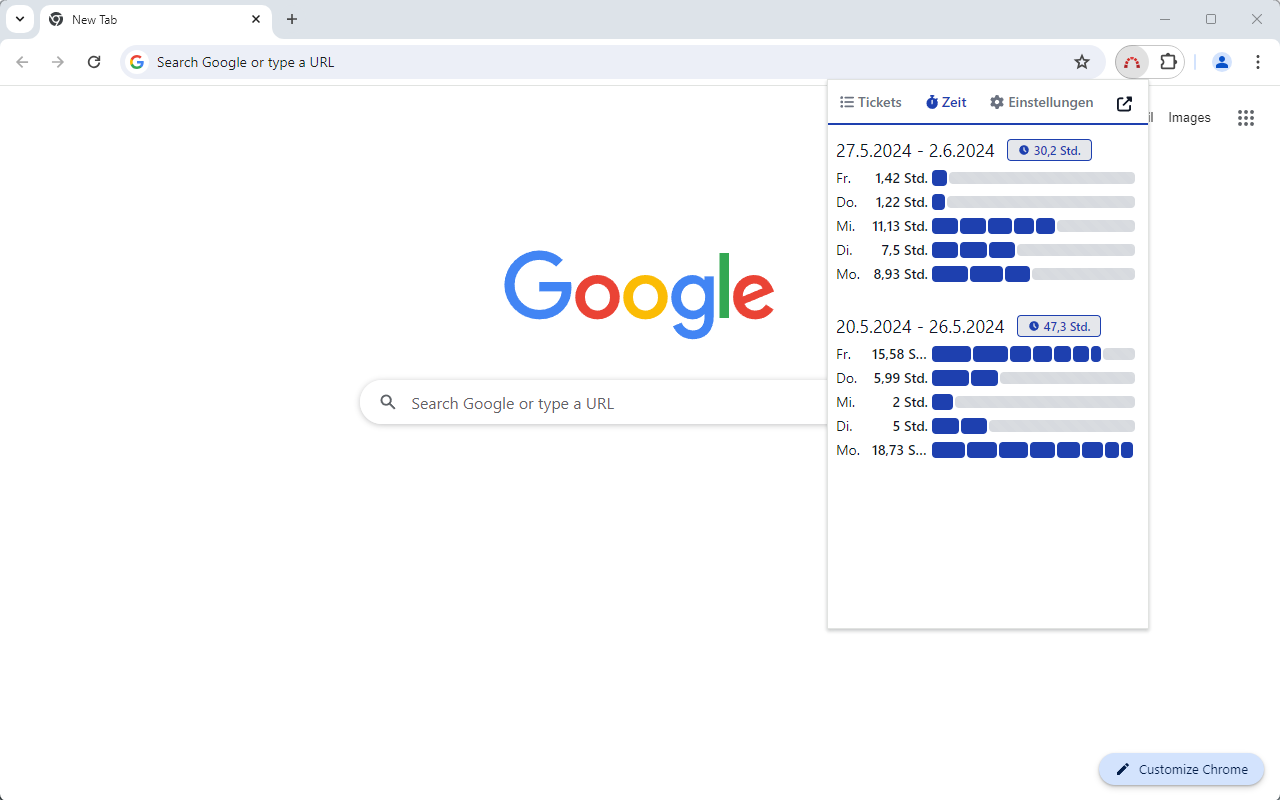 New Tab
Search Google or type a URL
Tickets Zeit Einstellungen
il Images
27.5.2024 - 2.6.2024 30,2 Std.
Fr. 1,42 Std.
Do. 1,22 Std.
Mi. 11,13 Std.
Di. 7,5 Std.
Mo. 8,93 Std.
Google
20.5.2024 - 26.5.2024 47,3 Std.
Fr. 15,58 S...
Do. 5,99 Std.
Mi. 2 Std.
Di. 5 Std.
Mo. 18,73 S...
Search Google or type a URL
Customize Chrome